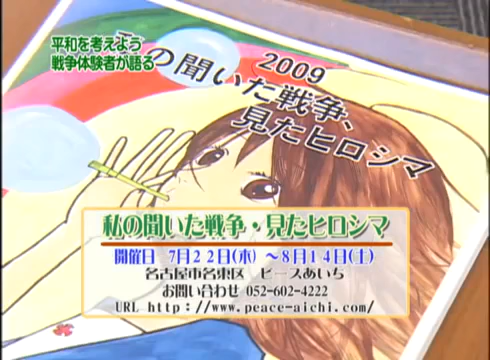 平和を考えよう
戦争体験者が語る
2009
の聞いた戦争、
見たヒロシマ
私の聞いた戦争・見たヒロシマ
開催日 7月22日(水) ～8月14日(土)
名古屋市名東区 ピースあいち
お問い合わせ 052-602-4222
URL http://www.peace-aichi.com/